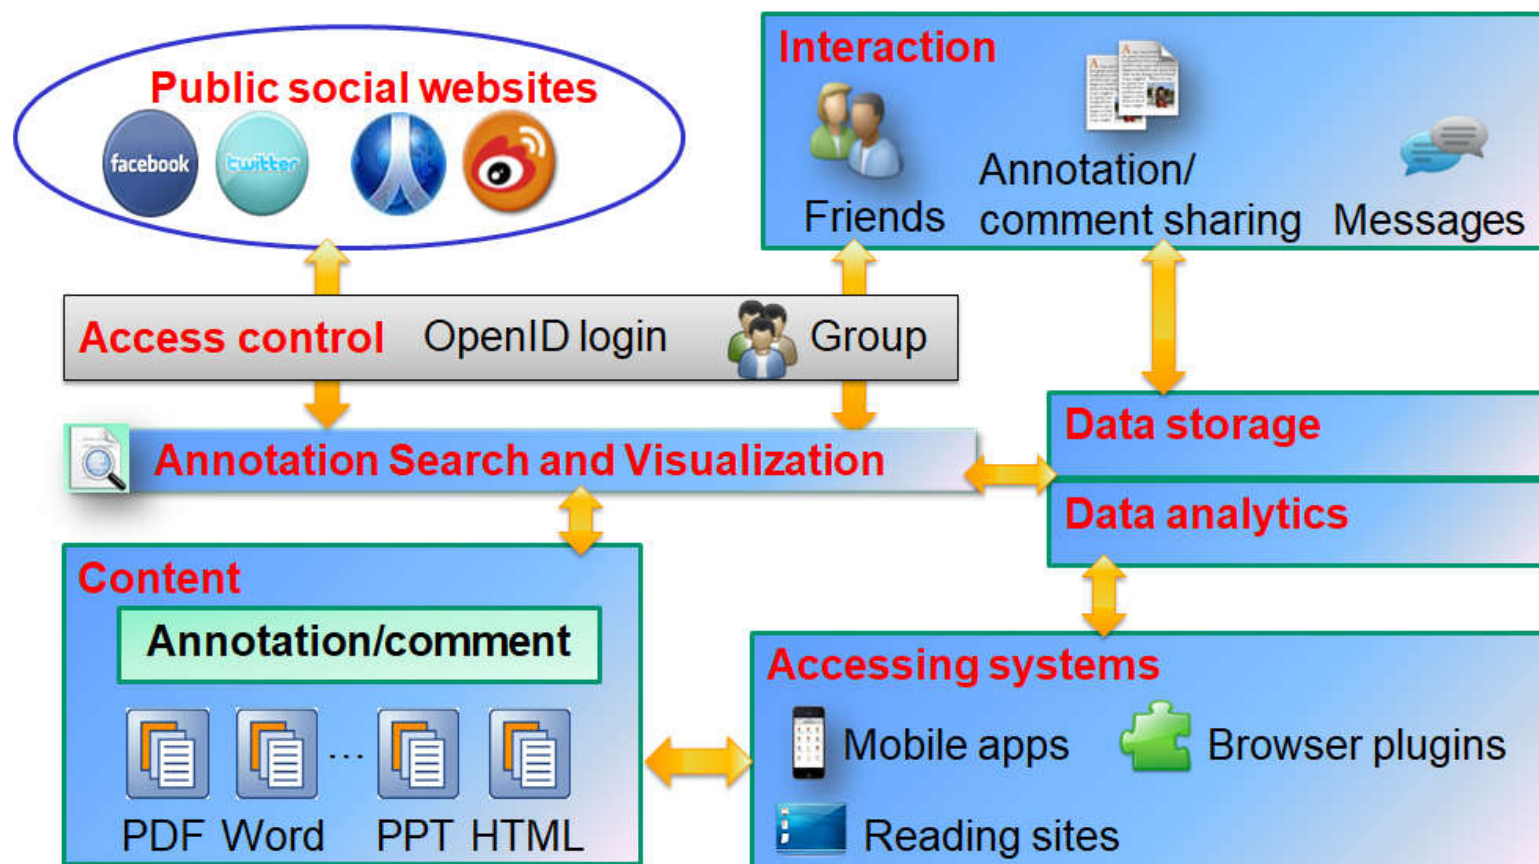 Public social websites
facebook
twitter
Interaction
Friends
Annotation/
comment sharing
Messages
Access control
OpenID login
Group
Annotation Search and Visualization
Data storage
Data analytics
Content
Annotation/comment
...
PDF
Word
PPT
HTML
Accessing systems
Mobile apps
Browser plugins
Reading sites